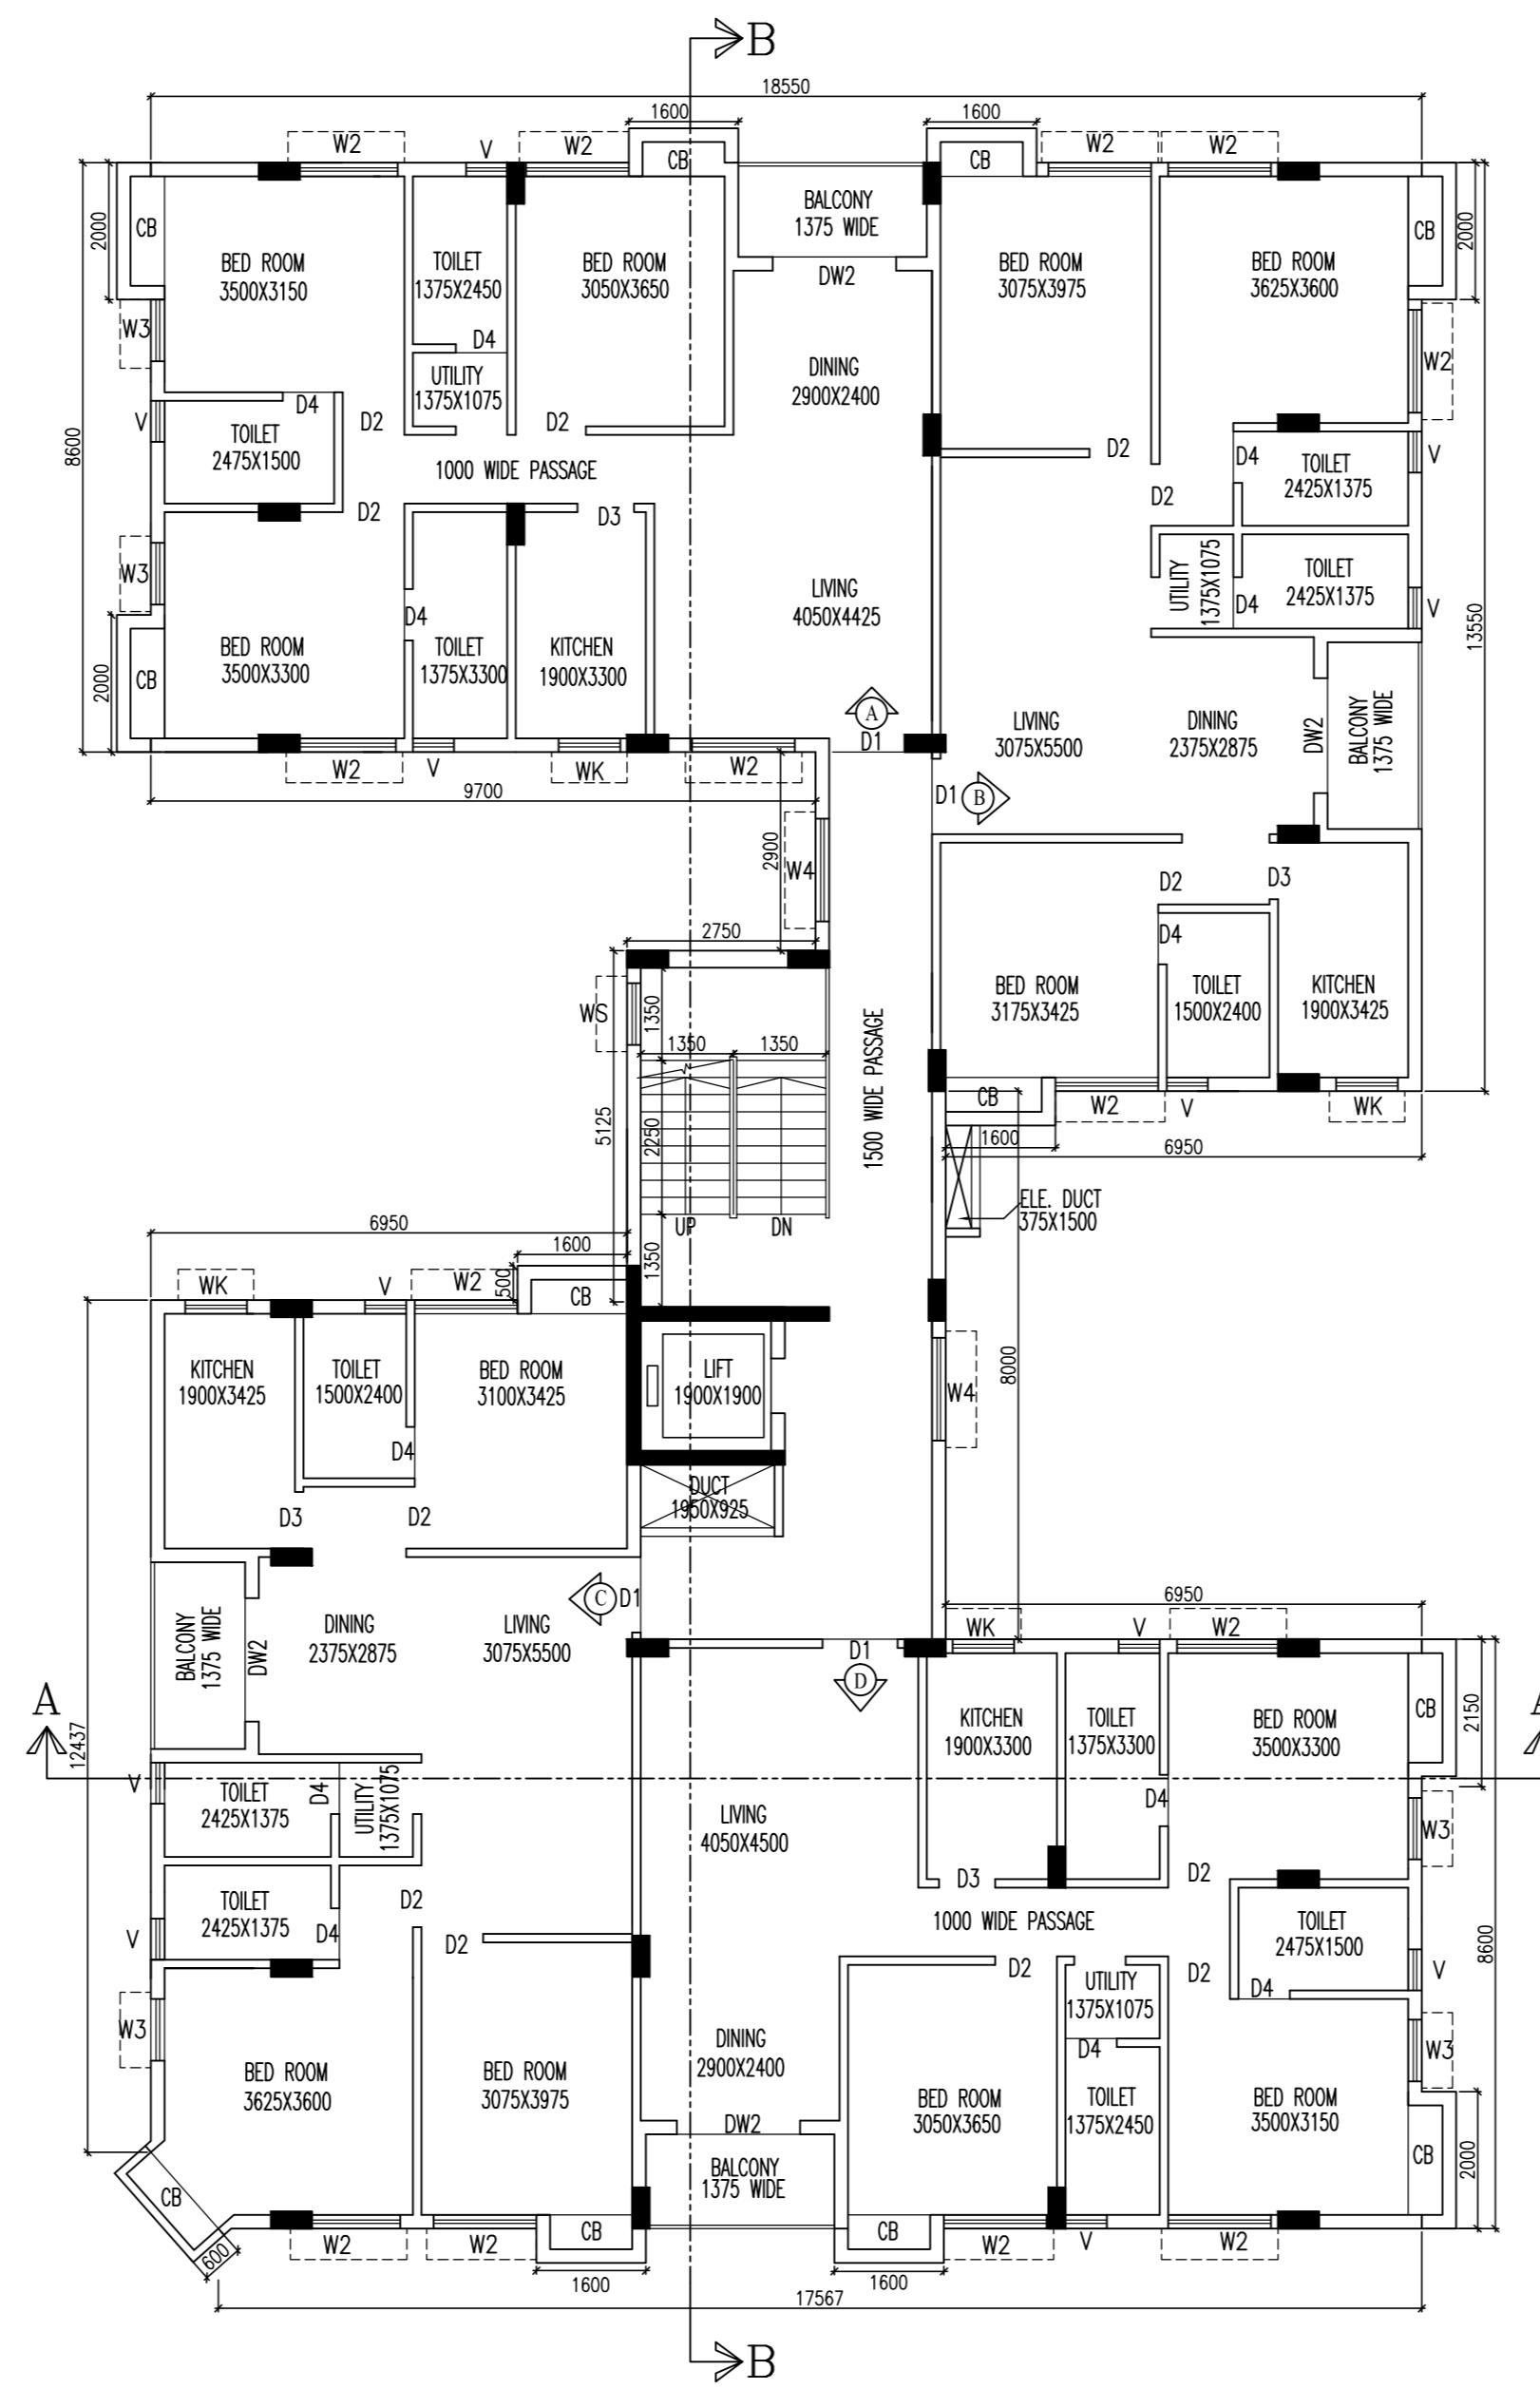 B
18550
1600
1600
W2
V
W2
CB
CB
W2
W2
2000
CB
BED ROOM
3500X3150
TOILET
1375X2450
BED ROOM
3050X3650
BALCONY
1375 WIDE
DW2
BED ROOM
3075X3975
BED ROOM
3625X3600
CB
2000
W3
D4
UTILITY
1375X1075
DINING
2900X2400
W2
V
D4
D2
D2
TOILET
2475X1500
8600
1000 WIDE PASSAGE
D2
D4
TOILET
2425X1375
V
D2
D2
D3
W3
UTILITY
1375X1075
TOILET
2425X1375
D4
V
LIVING
4050X4425
D4
BED ROOM
3500X3300
TOILET
1375X3300
KITCHEN
1900X3300
13550
2000
CB
A
D1
LIVING
3075X5500
DINING
2375X2875
DW2
BALCONY
1375 WIDE
W2
V
WK
W2
9700
D1
B
2900
W4
D2
D3
2750
D4
WS
1350
BED ROOM
3175X3425
TOILET
1500X2400
KITCHEN
1900X3425
1350
1350
1500 WIDE PASSAGE
5125
2250
CB
W2
V
WK
1600
6950
ELE. DUCT
375X1500
UP
DN
6950
1600
1350
WK
V
W2
500
CB
8000
KITCHEN
1900X3425
TOILET
1500X2400
BED ROOM
3100X3425
LIFT
1900X1900
W4
D4
DUCT
1950X925
D3
D2
C
D1
6950
BALCONY
1375 WIDE
DW2
DINING
2375X2875
LIVING
3075X5500
WK
V
W2
D1
D
A
12437
KITCHEN
1900X3300
TOILET
1375X3300
BED ROOM
3500X3300
CB
2150
V
TOILET
2425X1375
D4
UTILITY
1375X1075
LIVING
4050X4500
D4
W3
D3
D2
TOILET
2425X1375
D2
D4
V
D2
1000 WIDE PASSAGE
TOILET
2475X1500
8600
D2
D2
V
UTILITY
1375X1075
D4
W3
DINING
2900X2400
D4
W3
BED ROOM
3625X3600
BED ROOM
3075X3975
BED ROOM
3050X3650
TOILET
1375X2450
BED ROOM
3500X3150
DW2
CB
2000
BALCONY
1375 WIDE
CB
W2
W2
CB
CB
W2
V
W2
600
1600
1600
17567
B